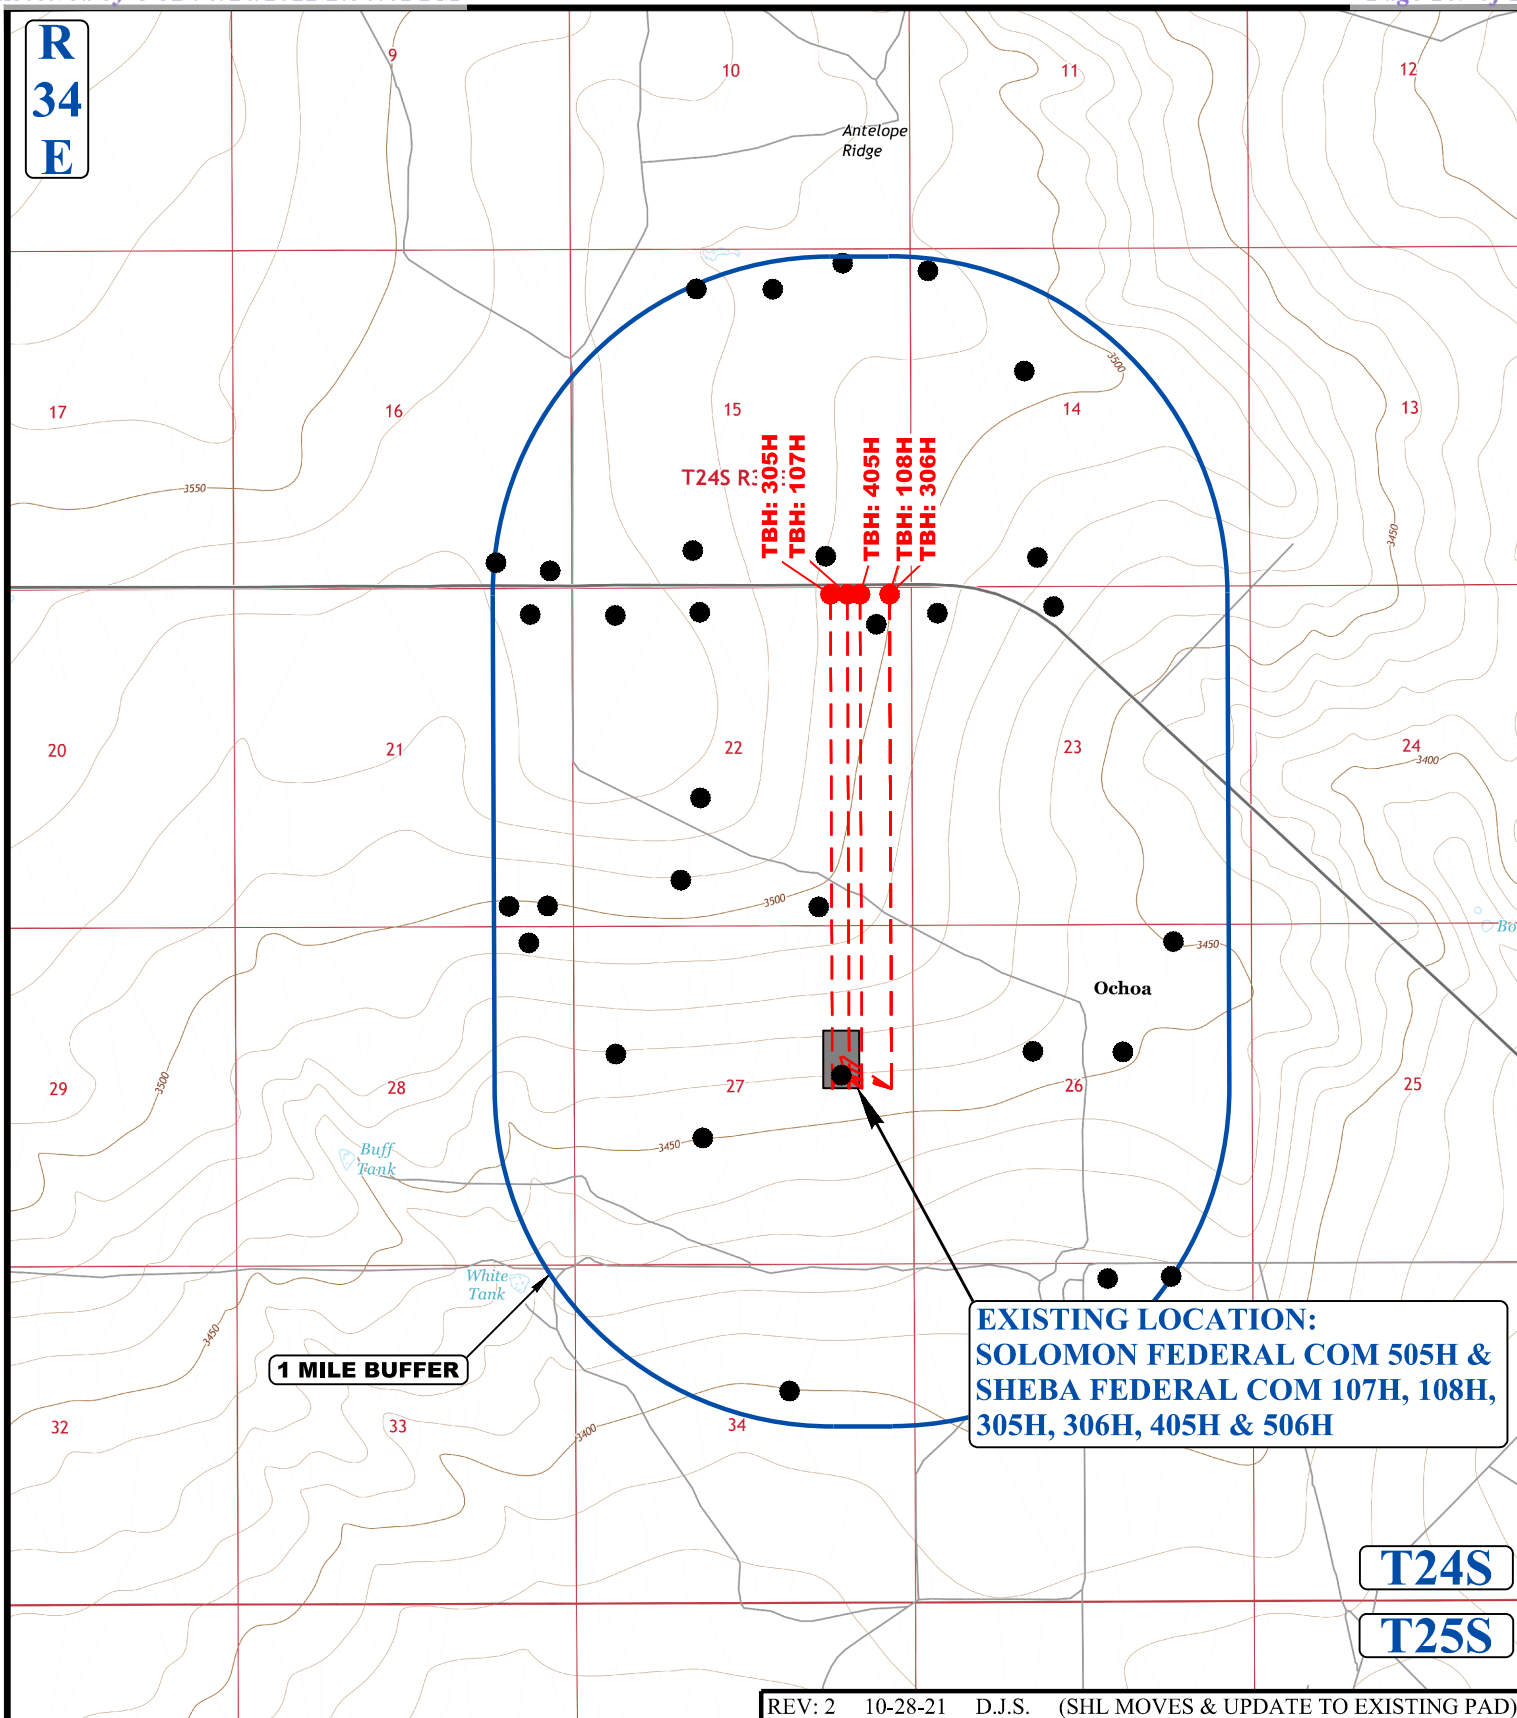 R
34
E
9
10
11
12
Antelope
Ridge
17
16
15
14
13
3500
T24S
TBH: 305H
TBH: 107H
TBH: 405H
TBH: 108H
TBH: 306H
3550
3450
20
21
22
23
24
3400
3500
3450
Ochoa
29
28
27
26
25
3500
3450
Buff
Tank
White
Tank
3450
1 MILE BUFFER
EXISTING LOCATION:
SOLOMON FEDERAL COM 505H &
SHEBA FEDERAL COM 107H, 108H,
305H, 306H, 405H & 506H
32
33
34
3400
T24S
T25S
REV: 2 10-28-21 D.J.S. (SHL MOVES & UPDATE TO EXISTING PAD)